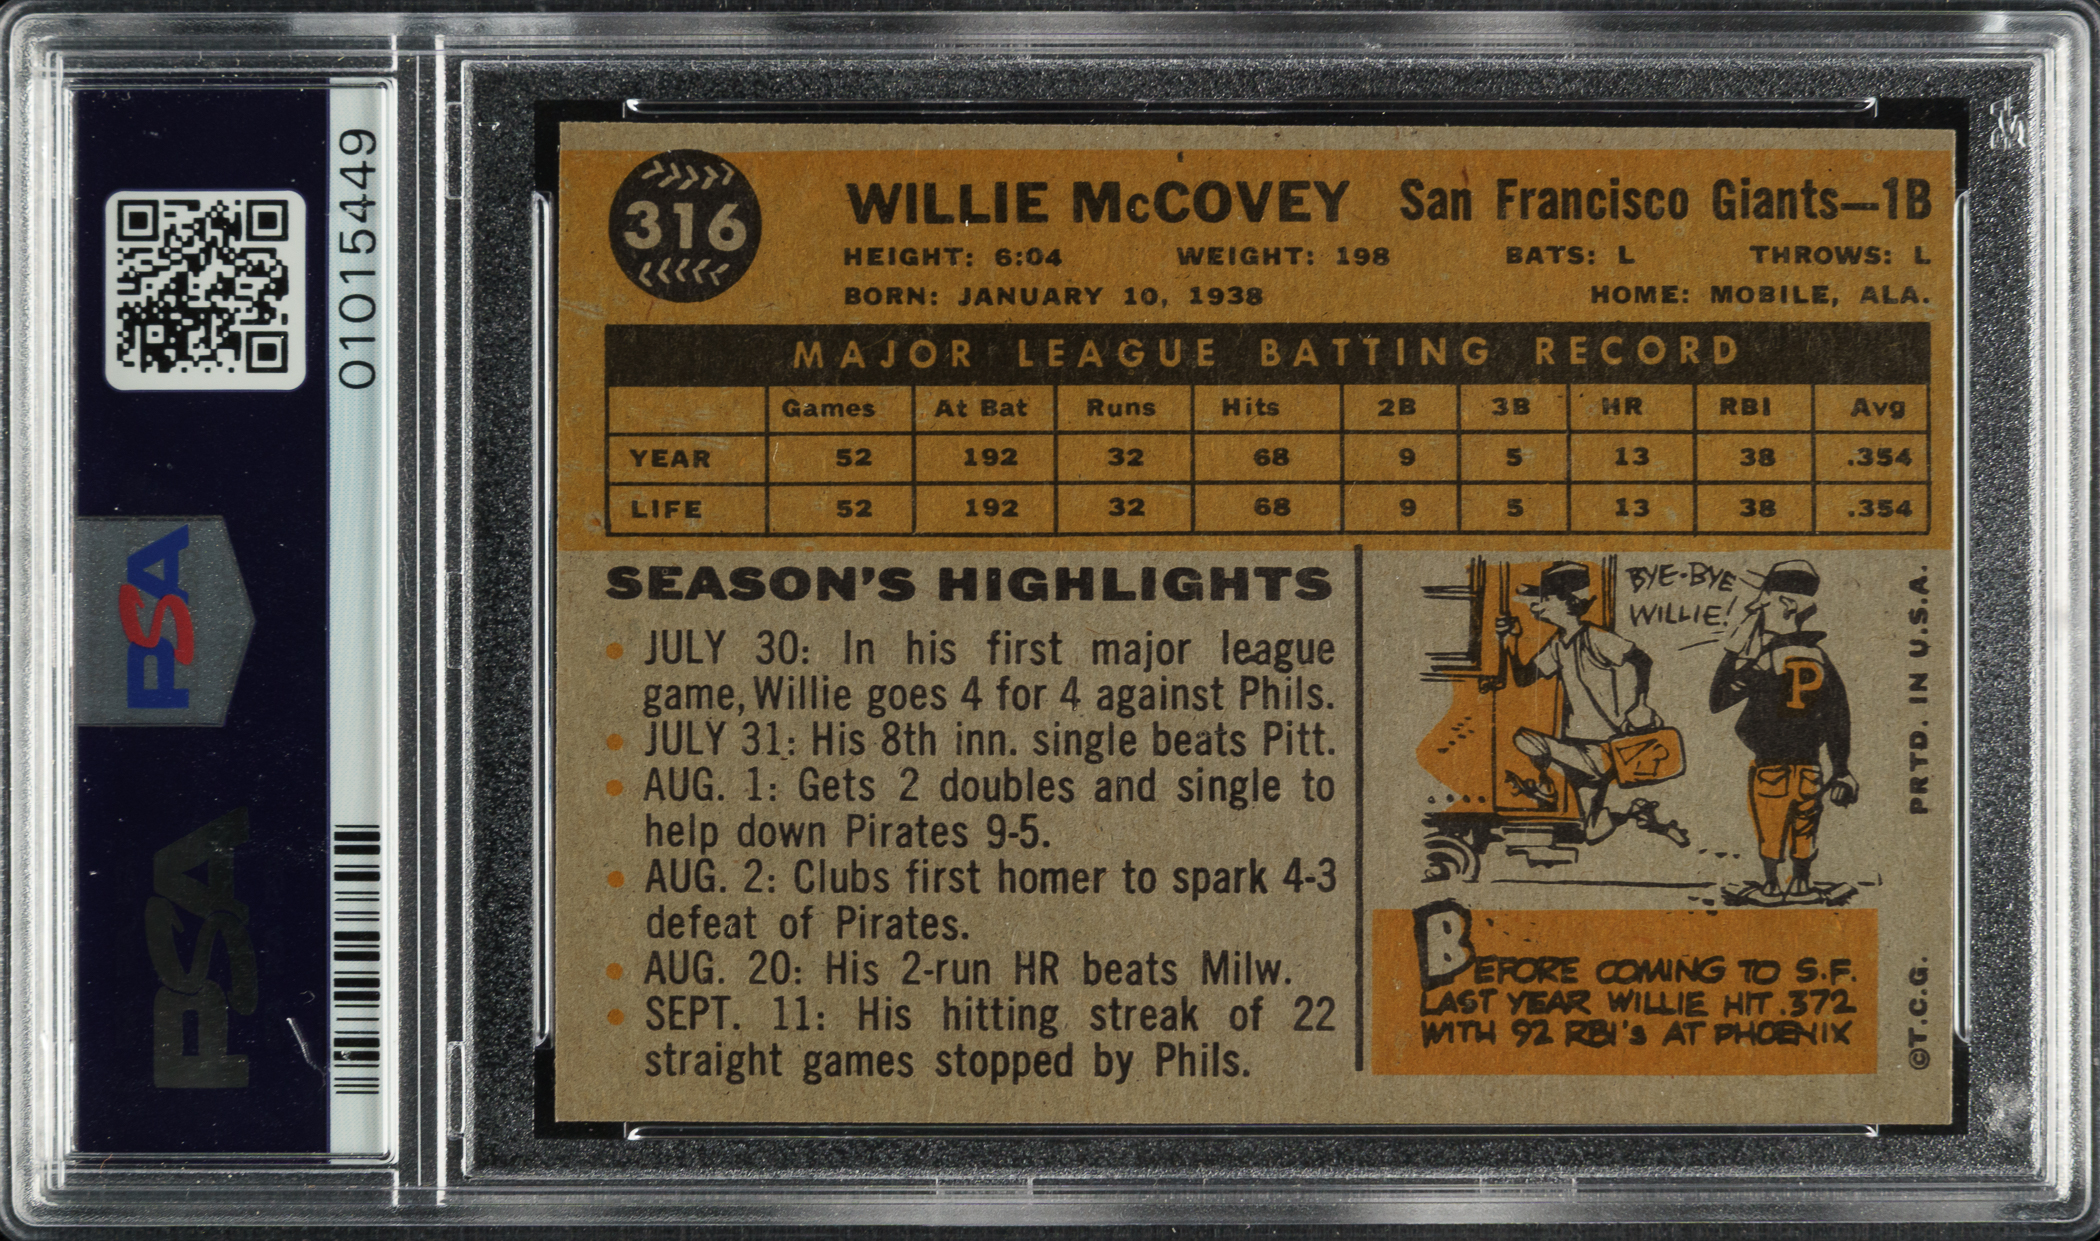 01015449
PSA
PSA
316
WILLIE McCOVEY San Francisco Giants—1B
HEIGHT: 6:04 WEIGHT: 198 BATS: L THROWS: L
BORN: JANUARY 10, 1938 HOME: MOBILE, ALA.
MAJOR LEAGUE BATTING RECORD
Games At Bat Runs Hits 2B 3B HR RBI Avg
YEAR 52 192 32 68 9 5 13 38 .354
LIFE 52 192 32 68 9 5 13 38 .354
SEASON'S HIGHLIGHTS
• JULY 30: In his first major league
game, Willie goes 4 for 4 against Phils.
• JULY 31: His 8th inn. single beats Pitt.
• AUG. 1: Gets 2 doubles and single to
help down Pirates 9-5.
• AUG. 2: Clubs first homer to spark 4-3
defeat of Pirates.
• AUG. 20: His 2-run HR beats Milw.
• SEPT. 11: His hitting streak of 22
straight games stopped by Phils.
BYE-BYE
WILLIE!
P
BEFORE COMING TO S.F.
LAST YEAR WILLIE HIT .372
WITH 92 RBI's AT PHOENIX
©T.C.G. PRTD. IN U.S.A.